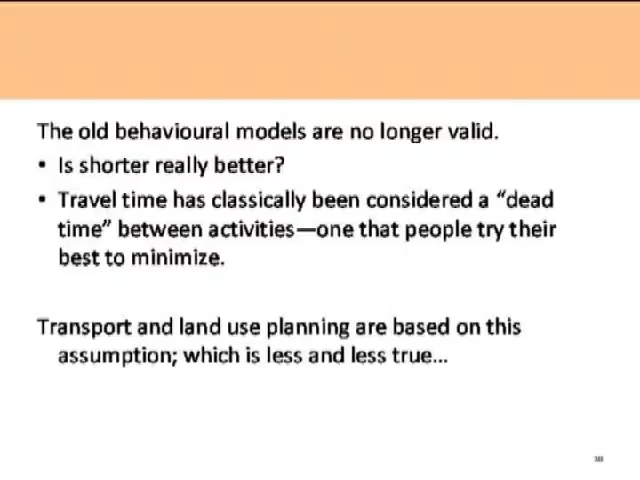 The old behavioural models are no longer valid.
• Is shorter really better?
• Travel time has classically been considered a “dead
time” between activities—one that people try their
best to minimize.
Transport and land use planning are based on this
assumption; which is less and less true…